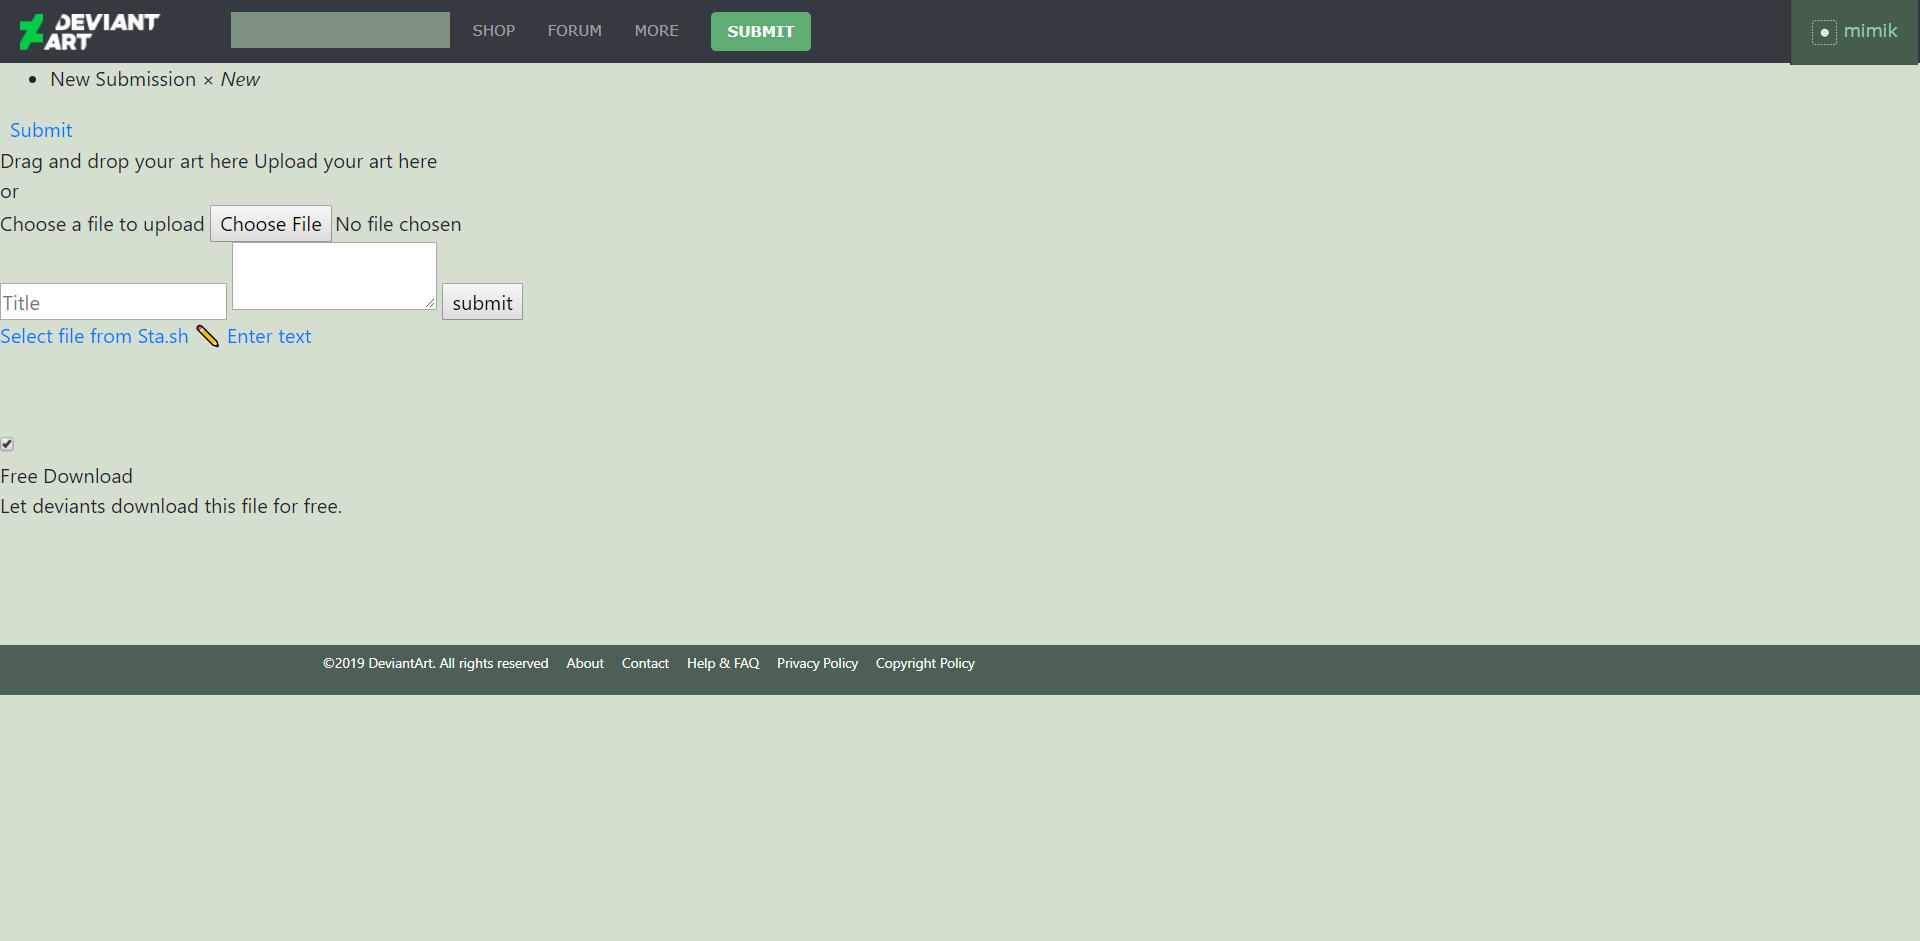 DEVIANT
ART
SHOP FORUM MORE SUBMIT mimik
• New Submission × New
Submit
Drag and drop your art here Upload your art here
or
Choose a file to upload Choose File No file chosen
Title submit
Select file from Sta.sh ✏️ Enter text
Free Download
Let deviants download this file for free.
©2019 DeviantArt. All rights reserved About Contact Help & FAQ Privacy Policy Copyright Policy